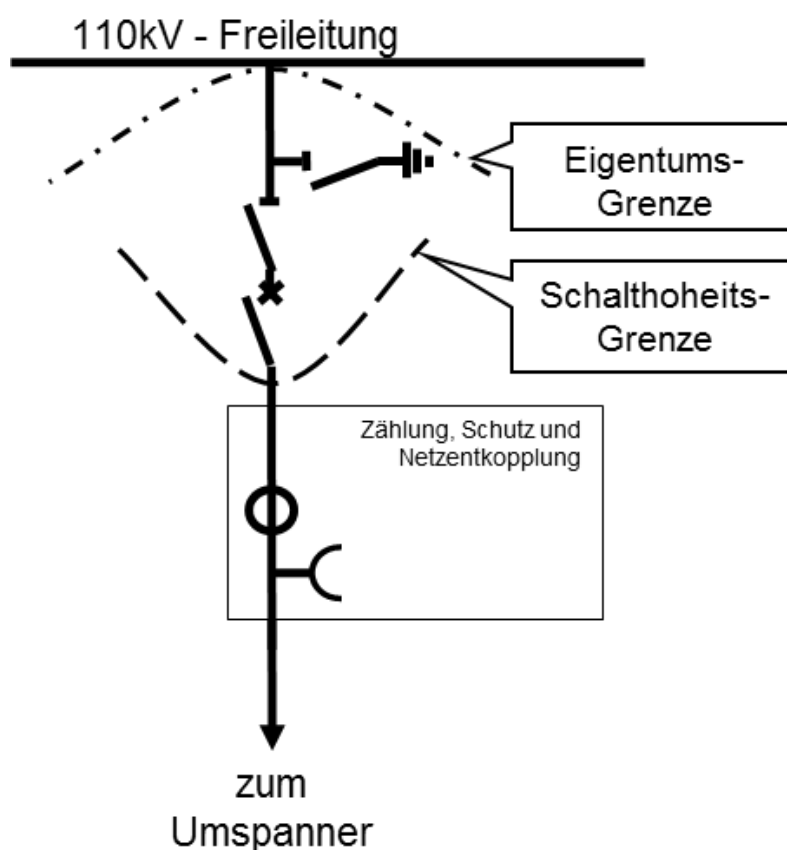 110kV - Freileitung
Eigentums-
Grenze
Schalthoheits-
Grenze
Zählung, Schutz und
Netzentkopplung
zum
Umspanner